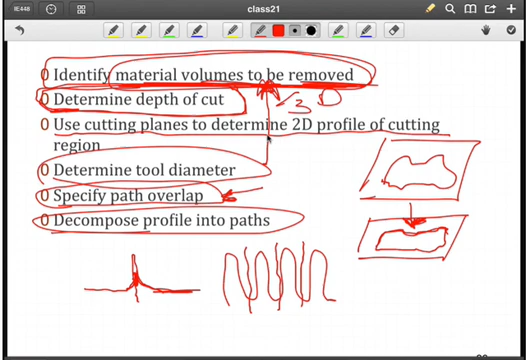 IE448
class21
Identify material volumes to be removed
Determine depth of cut
3D
Use cutting planes to determine 2D profile of cutting
region
Determine tool diameter
Specify path overlap
Decompose profile into paths